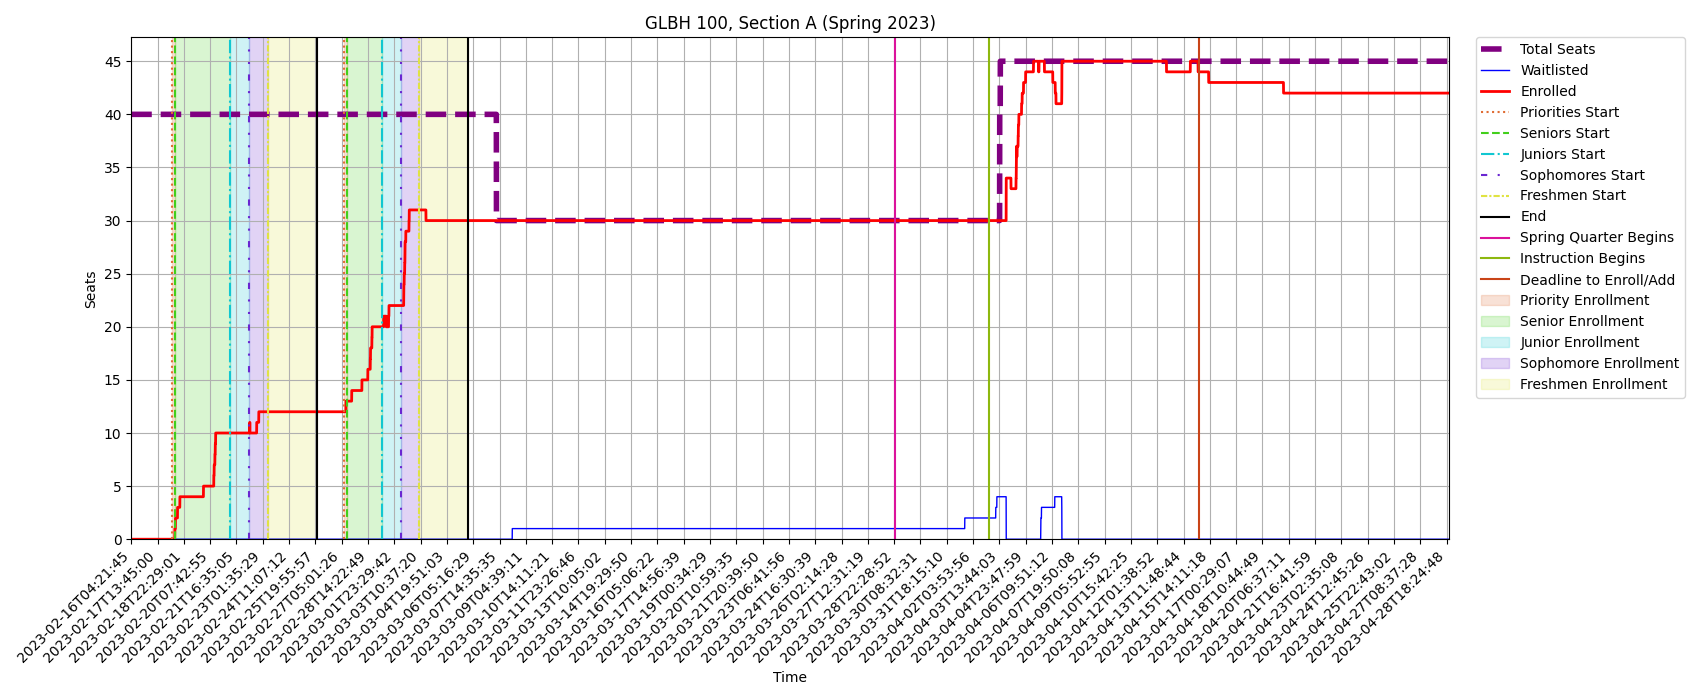 GLBH 100, Section A (Spring 2023)
Seats
45
40
35
30
25
20
15
10
5
0
2023-02-16T04:21:45
2023-02-17T13:45:00
2023-02-18T22:29:01
2023-02-20T07:42:55
2023-02-21T16:35:05
2023-02-23T01:35:29
2023-02-24T11:07:12
2023-02-25T19:55:57
2023-02-27T05:01:26
2023-02-28T14:22:49
2023-03-01T23:29:42
2023-03-03T10:37:20
2023-03-04T19:51:03
2023-03-06T05:16:29
2023-03-07T14:35:35
2023-03-09T04:39:11
2023-03-10T14:11:21
2023-03-11T23:26:46
2023-03-13T10:05:02
2023-03-14T19:29:50
2023-03-16T05:06:22
2023-03-17T14:56:39
2023-03-19T00:34:29
2023-03-20T10:59:35
2023-03-21T20:39:50
2023-03-23T06:41:56
2023-03-24T16:30:39
2023-03-26T02:14:28
2023-03-27T12:31:19
2023-03-28T22:28:52
2023-03-30T08:32:31
2023-03-31T18:15:10
2023-04-02T03:53:56
2023-04-03T13:44:03
2023-04-04T23:47:59
2023-04-06T09:51:12
2023-04-07T19:50:08
2023-04-09T05:52:55
2023-04-10T15:42:25
2023-04-12T01:38:52
2023-04-13T11:48:44
2023-04-15T14:11:18
2023-04-17T00:29:07
2023-04-18T10:44:49
2023-04-20T06:37:11
2023-04-21T16:41:59
2023-04-23T02:35:08
2023-04-24T12:45:26
2023-04-25T22:43:02
2023-04-27T08:37:28
2023-04-28T18:24:48
Time
Total Seats
Waitlisted
Enrolled
Priorities Start
Seniors Start
Juniors Start
Sophomores Start
Freshmen Start
End
Spring Quarter Begins
Instruction Begins
Deadline to Enroll/Add
Priority Enrollment
Senior Enrollment
Junior Enrollment
Sophomore Enrollment
Freshmen Enrollment